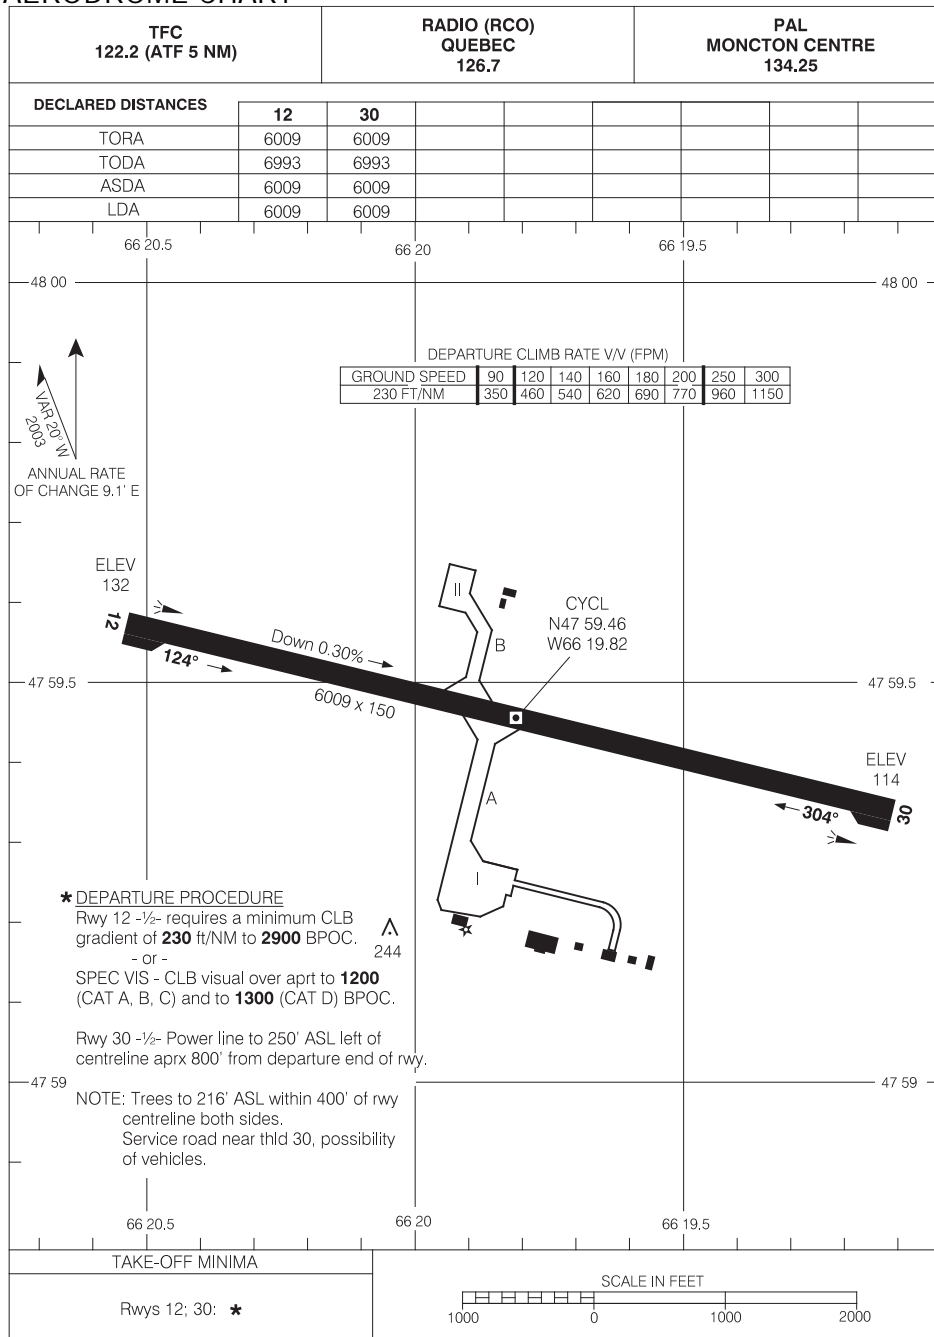 AERODROME CHART
TFC
122.2 (ATF 5 NM)
RADIO (RCO)
QUEBEC
126.7
PAL
MONCTON CENTRE
134.25
DECLARED DISTANCES 12 30
TORA 6009 6009
TODA 6993 6993
ASDA 6009 6009
LDA 6009 6009
66 20.5 66 20 66 19.5
48 00 48 00
DEPARTURE CLIMB RATE V/V (FPM)
GROUND SPEED 90 120 140 160 180 200 250 300
230 FT/NM 350 460 540 620 690 770 960 1150
VAR 20° W
2003
ANNUAL RATE
OF CHANGE 9.1' E
ELEV
132
12
124°
Down 0.30%
6009 x 150
II
B
CYCL
N47 59.46
W66 19.82
47 59.5 47 59.5
ELEV
114
30
304°
A
I
* DEPARTURE PROCEDURE
Rwy 12 -½- requires a minimum CLB
gradient of 230 ft/NM to 2900 BPOC.
- or -
SPEC VIS - CLB visual over aprt to 1200
(CAT A, B, C) and to 1300 (CAT D) BPOC.
244
Rwy 30 -½- Power line to 250' ASL left of
centreline aprx 800' from departure end of rwy.
47 59 47 59
NOTE: Trees to 216' ASL within 400' of rwy
centreline both sides.
Service road near thld 30, possibility
of vehicles.
66 20.5 66 20 66 19.5
TAKE-OFF MINIMA
Rwys 12; 30: *
SCALE IN FEET
1000 0 1000 2000